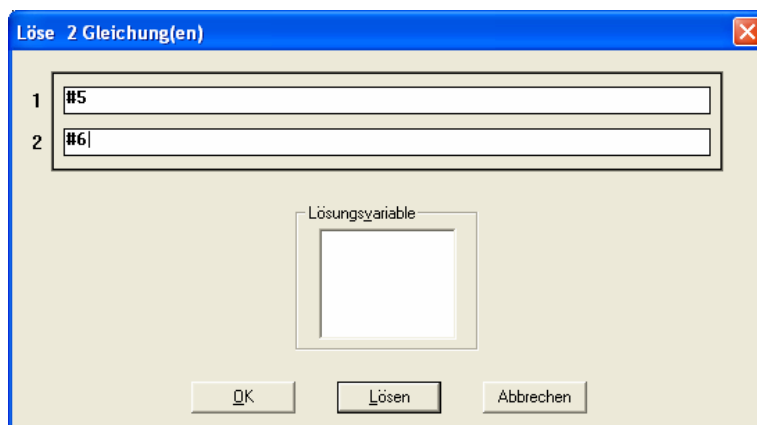 Löse 2 Gleichung(en)
1 #5
2 #6
Lösungsvariable
OK Lösen Abbrechen